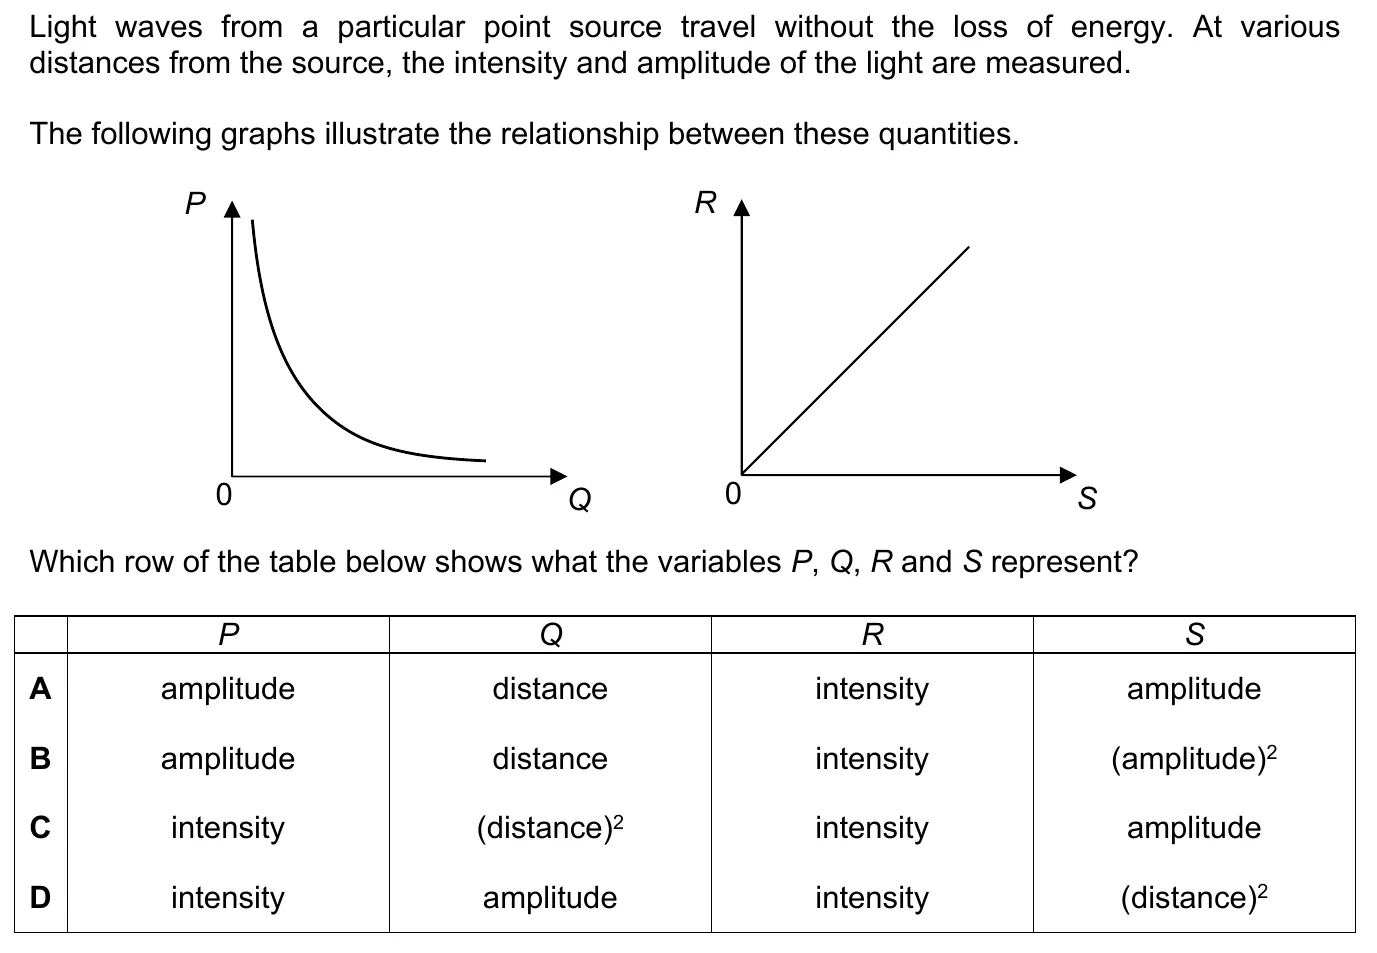 Light waves from a particular point source travel without the loss of energy. At various
distances from the source, the intensity and amplitude of the light are measured.
The following graphs illustrate the relationship between these quantities.
P R
0 Q 0 S
Which row of the table below shows what the variables P, Q, R and S represent?
P Q R S
A amplitude distance intensity amplitude
B amplitude distance intensity (amplitude)²
C intensity (distance)² intensity amplitude
D intensity amplitude intensity (distance)²